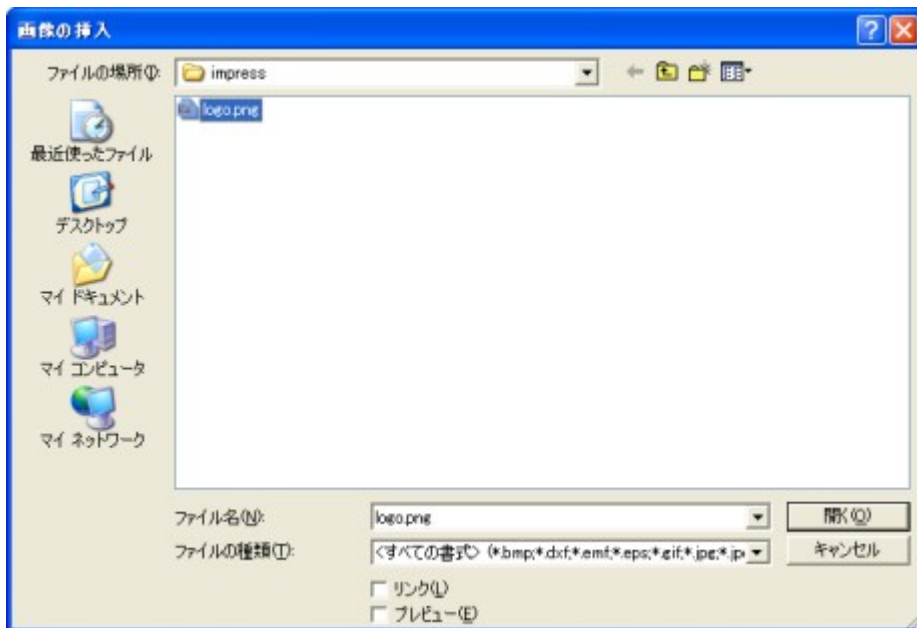 画像の挿入
ファイルの場所(I):
impress
logo.png
最近使ったファイル
デスクトップ
マイ ドキュメント
マイ コンピュータ
マイ ネットワーク
ファイル名(N):
logo.png
開く(O)
ファイルの種類(T):
<すべての書式> (*.bmp;*.dxf;*.emf;*.eps;*.gif;*.jpg;*.jp
キャンセル
リンク(L)
プレビュー(E)